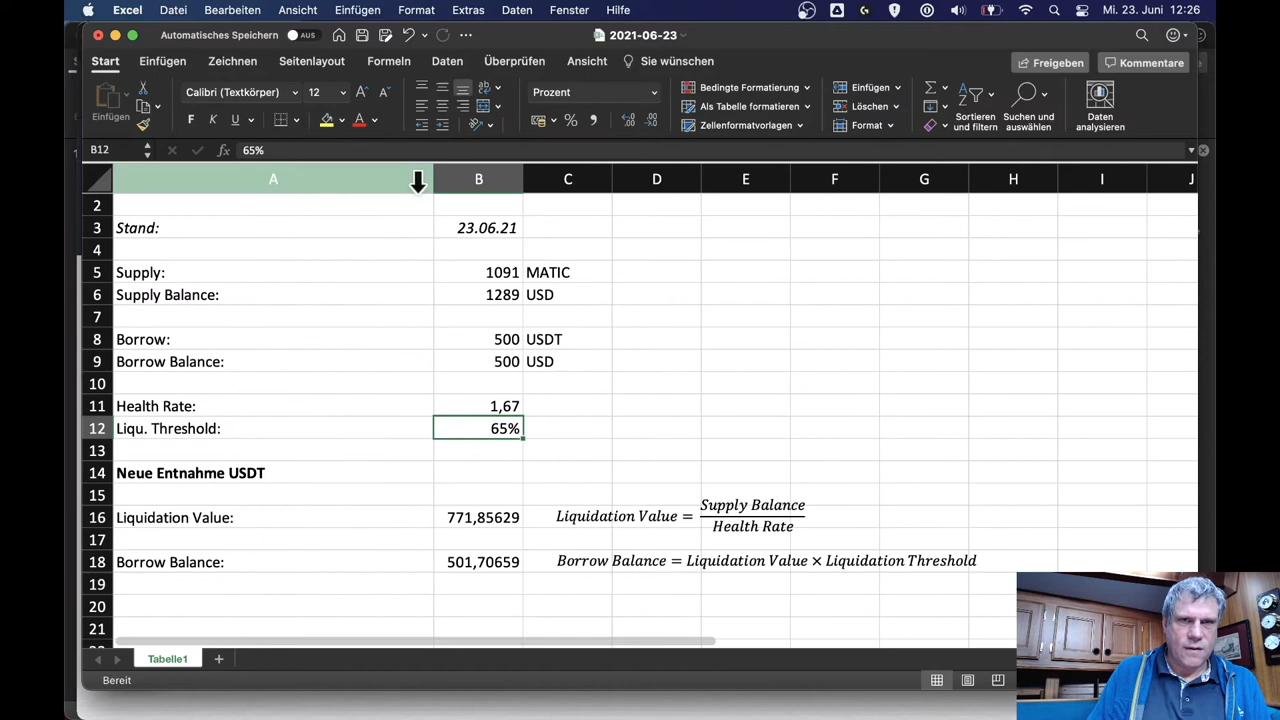 Excel Datei Bearbeiten Ansicht Einfügen Format Extras Daten Fenster Hilfe Mi. 23. Juni 12:26
Automatisches Speichern AUS 2021-06-23
Start Einfügen Zeichnen Seitenlayout Formeln Daten Überprüfen Ansicht Sie wünschen Freigeben Kommentare
Einfügen Calibri (Textkörper) 12 Prozent Bedingte Formatierung Einfügen
Als Tabelle formatieren Löschen Sortieren und filtern Suchen und auswählen Daten analysieren
F K U Zellenformatvorlagen Format
B12 fx 65%
A B C D E F G H I J
2
3 Stand: 23.06.21
4
5 Supply: 1091 MATIC
6 Supply Balance: 1289 USD
7
8 Borrow: 500 USDT
9 Borrow Balance: 500 USD
10
11 Health Rate: 1,67
12 Liqu. Threshold: 65%
13
14 Neue Entnahme USDT
15
16 Liquidation Value: 771,85629 Liquidation Value = Supply Balance / Health Rate
17
18 Borrow Balance: 501,70659 Borrow Balance = Liquidation Value × Liquidation Threshold
19
20
21
Tabelle1 +
Bereit